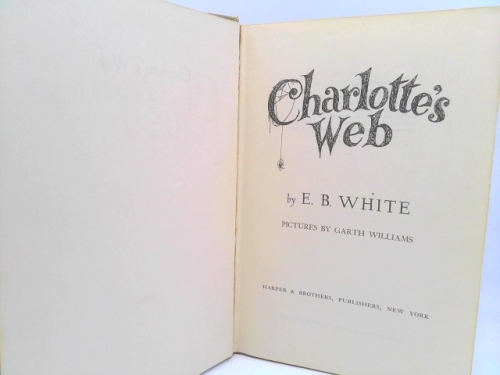 Charlotte's
Web
by E. B. WHITE
PICTURES BY GARTH WILLIAMS
HARPER & BROTHERS, PUBLISHERS, NEW YORK